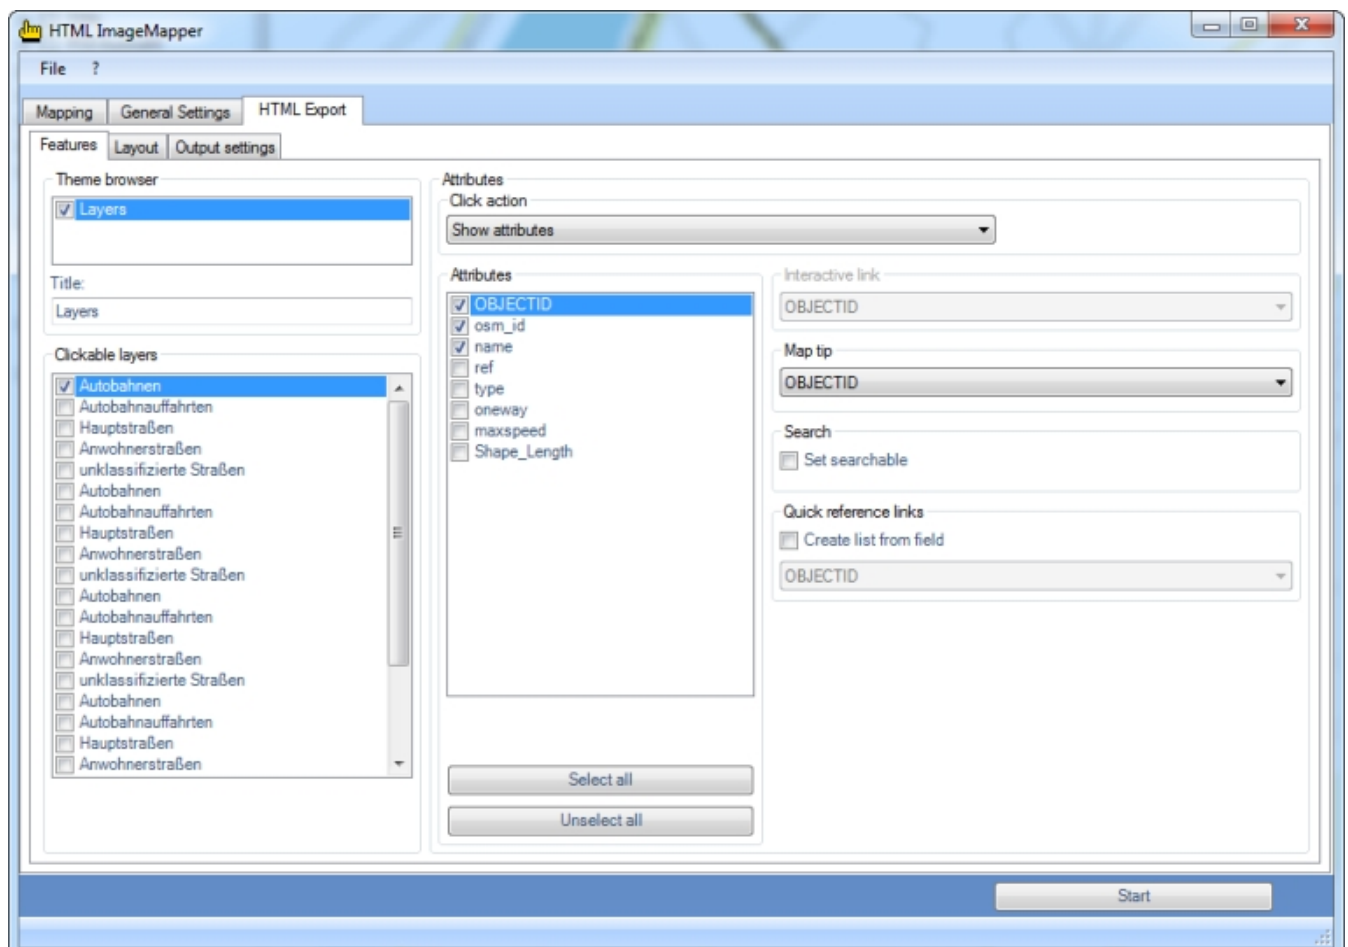 HTML ImageMapper
File ?
Mapping General Settings HTML Export
Features Layout Output settings
Theme browser
Layers
Title:
Layers
Clickable layers
Autobahnen
Autobahnauffahrten
Hauptstraßen
Anwohnerstraßen
unklassifizierte Straßen
Autobahnen
Autobahnauffahrten
Hauptstraßen
Anwohnerstraßen
unklassifizierte Straßen
Autobahnen
Autobahnauffahrten
Hauptstraßen
Anwohnerstraßen
unklassifizierte Straßen
Autobahnen
Autobahnauffahrten
Hauptstraßen
Anwohnerstraßen
Attributes
Click action
Show attributes
Attributes
OBJECTID
osm_id
name
ref
type
oneway
maxspeed
Shape_Length
Select all
Unselect all
Interactive link
OBJECTID
Map tip
OBJECTID
Search
Set searchable
Quick reference links
Create list from field
OBJECTID
Start